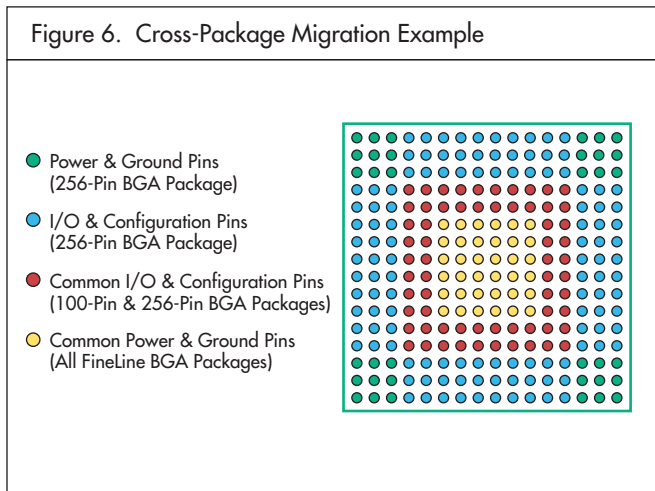 Figure 6. Cross-Package Migration Example
Power & Ground Pins
(256-Pin BGA Package)
I/O & Configuration Pins
(256-Pin BGA Package)
Common I/O & Configuration Pins
(100-Pin & 256-Pin BGA Packages)
Common Power & Ground Pins
(All FineLine BGA Packages)